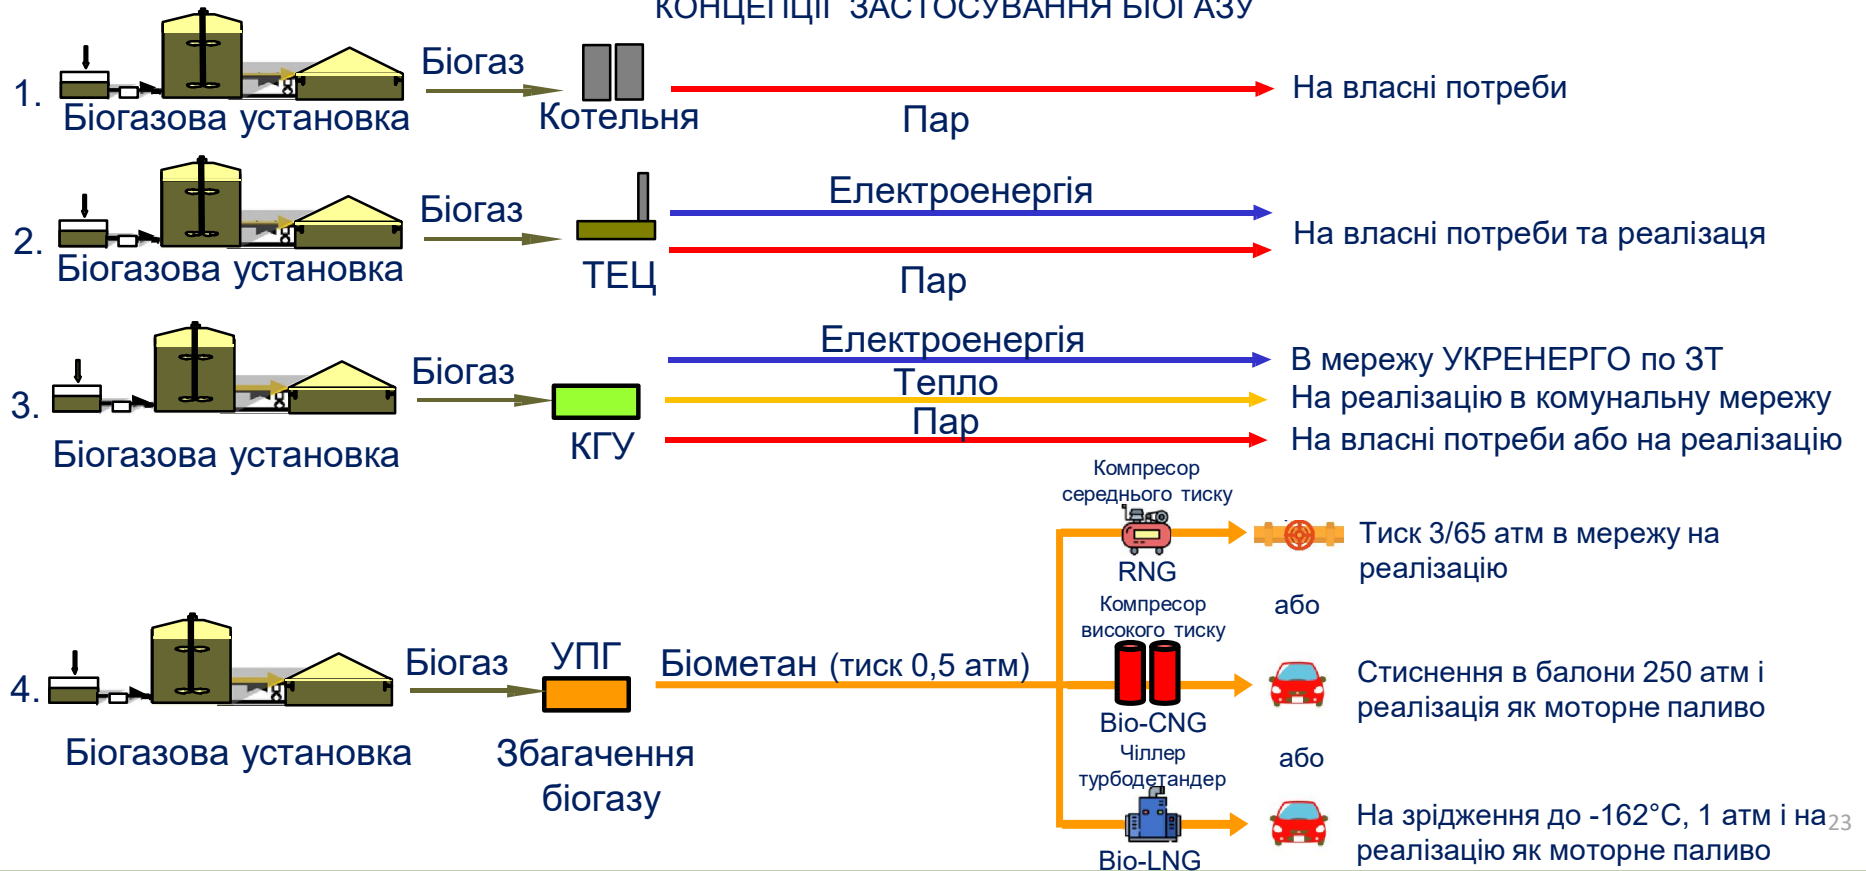 КОНЦЕПЦІЇ ЗАСТОСУВАННЯ БІОГАЗУ
1.
Біогазова установка
Біогаз
Котельня
Пар
На власні потреби
2.
Біогазова установка
Біогаз
ТЕЦ
Електроенергія
Пар
На власні потреби та реалізаця
3.
Біогазова установка
Біогаз
КГУ
Електроенергія
Тепло
Пар
В мережу УКРЕНЕРГО по ЗТ
На реалізацію в комунальну мережу
На власні потреби або на реалізацію
4.
Біогазова установка
Біогаз
УПГ
Збагачення
біогазу
Біометан (тиск 0,5 атм)
Компресор
середнього тиску
RNG
Тиск 3/65 атм в мережу на
реалізацію
або
Компресор
високого тиску
Bio-CNG
Стиснення в балони 250 атм і
реалізація як моторне паливо
або
Чіллер
турбодетандер
Bio-LNG
На зрідження до -162°С, 1 атм і на
реалізацію як моторне паливо
23